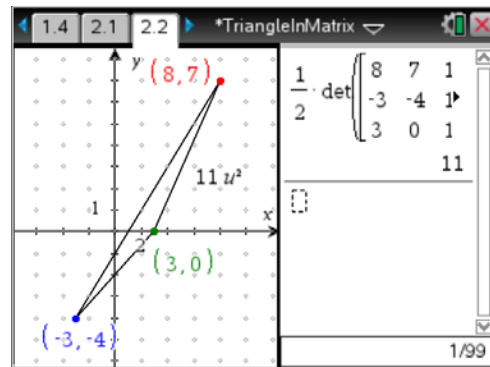 1.4 2.1 2.2 *TriangleInMatrix
y
(8,7)
11 u²
1
x
2
(3,0)
(-3,-4)
1/2 · det([8 7 1
-3 -4 1
3 0 1
11
1/99